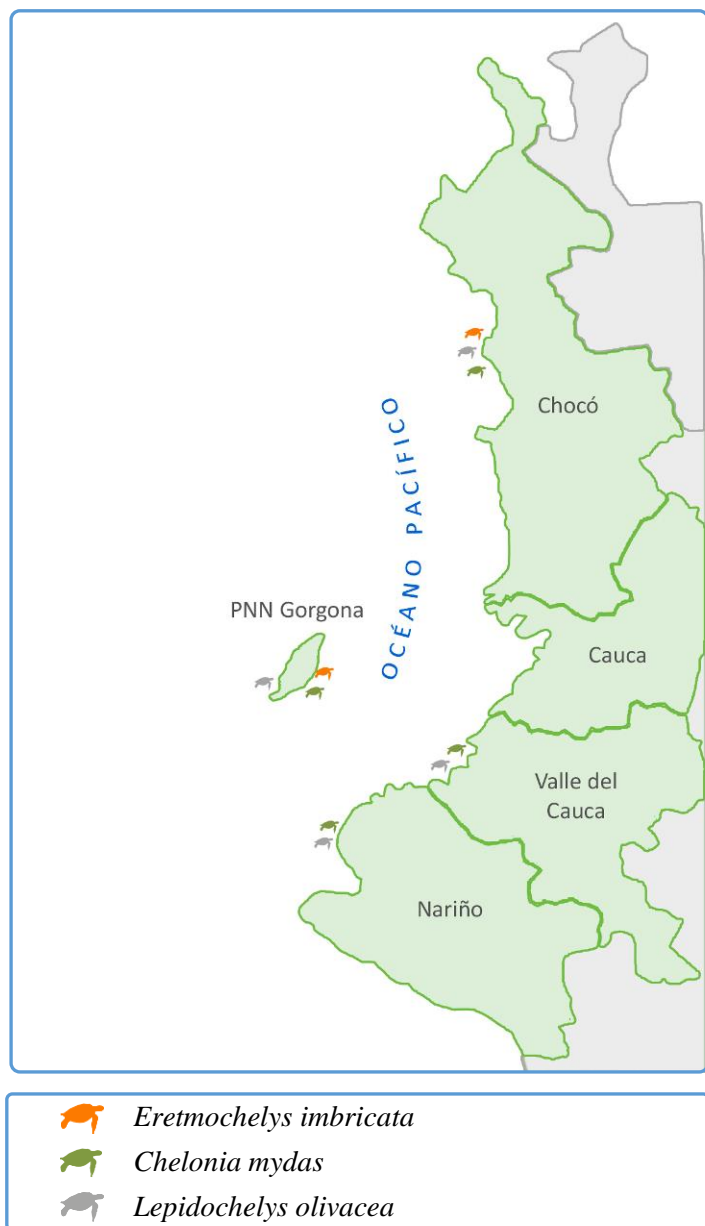 Chocó
OCÉANO PACÍFICO
PNN Gorgona
Cauca
Valle del
Cauca
Nariño
Eretmochelys imbricata
Chelonia mydas
Lepidochelys olivacea